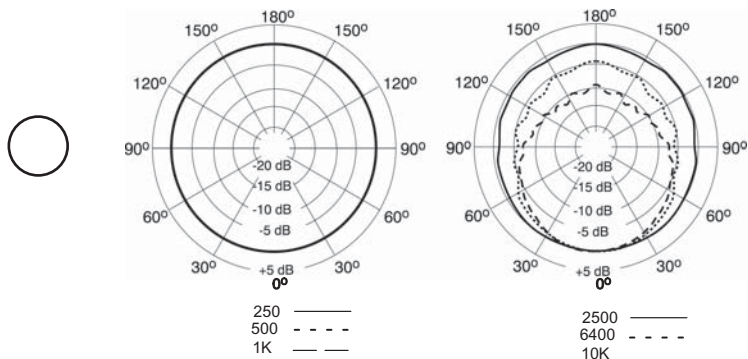 180º
150º 150º
120º 120º
90º 90º
60º 60º
30º 30º
0º
-20 dB
-15 dB
-10 dB
-5 dB
+5 dB
250
500
1K
180º
150º 150º
120º 120º
90º 90º
60º 60º
30º 30º
0º
-20 dB
-15 dB
-10 dB
-5 dB
+5 dB
2500
6400
10K